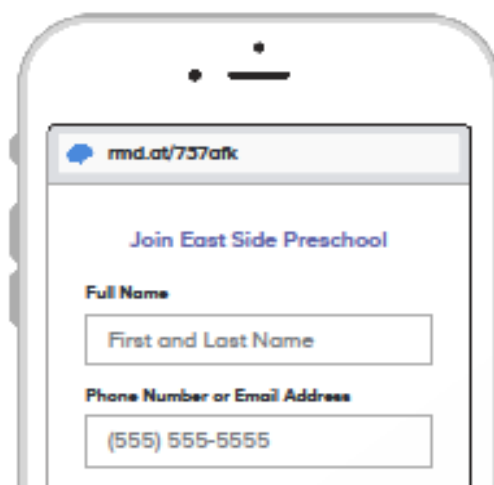 rmd.at/737afk
Join East Side Preschool
Full Name
First and Last Name
Phone Number or Email Address
(555) 555-5555